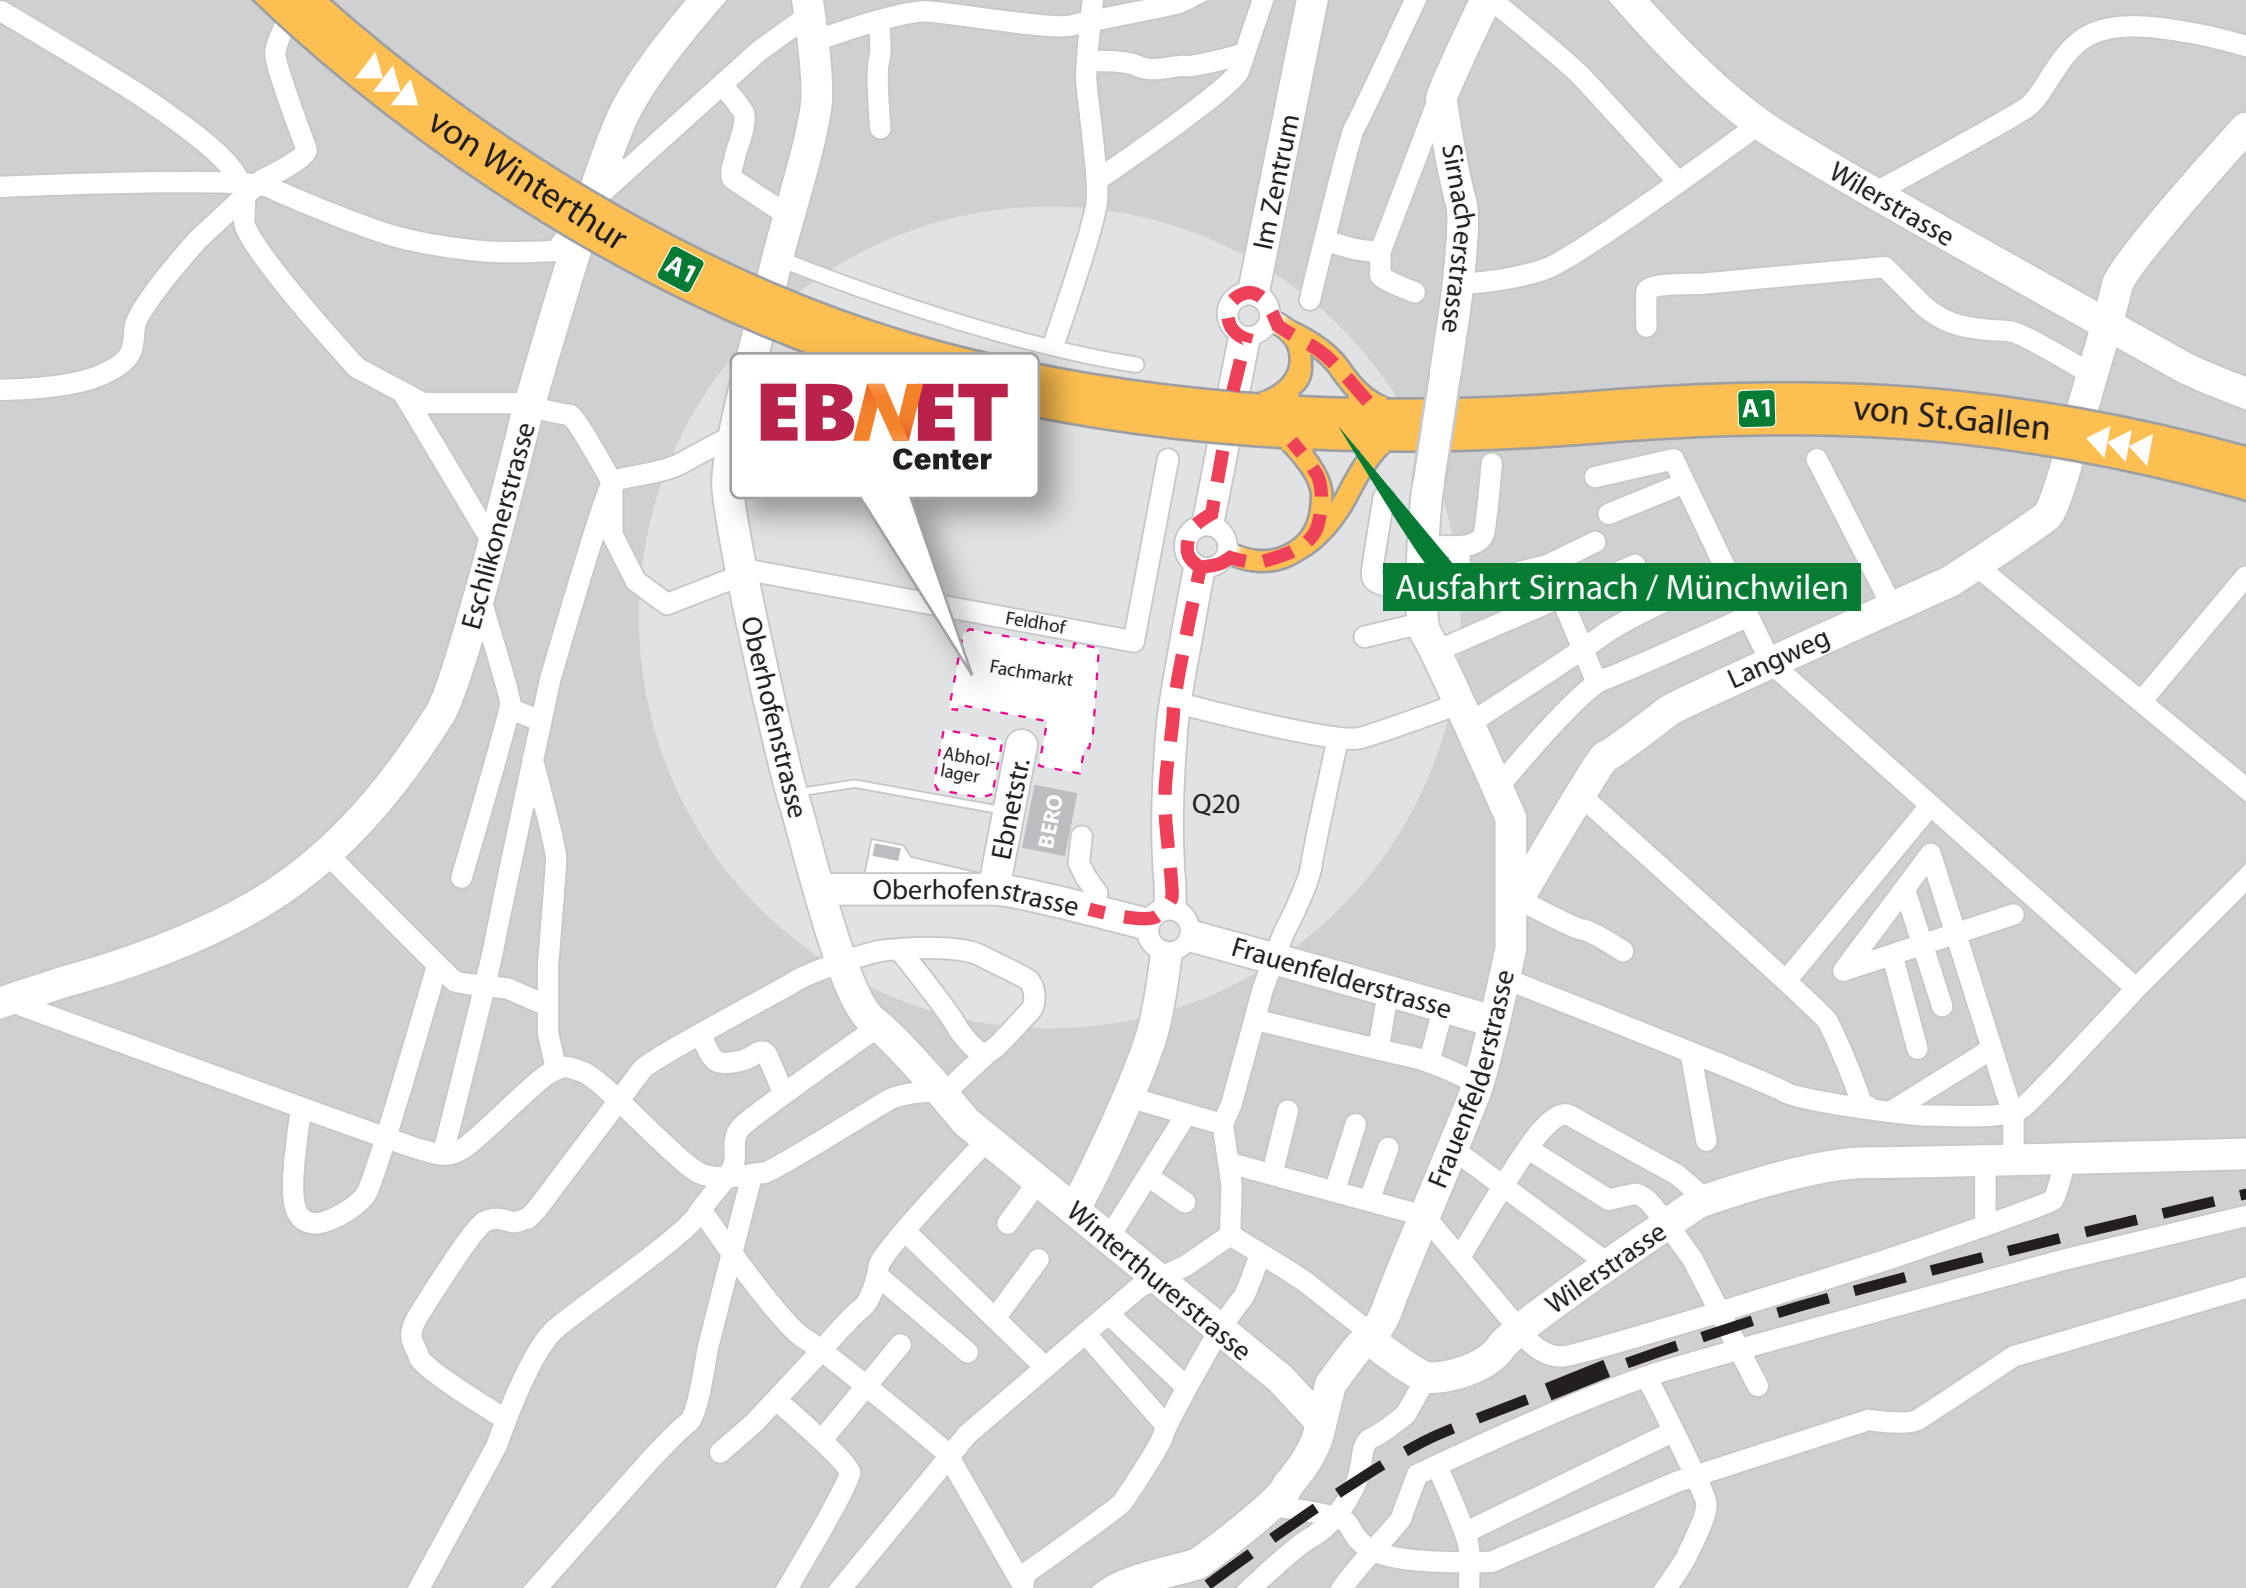 von Winterthur
A1
Im Zentrum
Sirnacherstrasse
Wilerstrasse
EBNET
Center
A1
von St.Gallen
Eschlikonerstrasse
Ausfahrt Sirnach / Münchwilen
Oberhofenstrasse
Feldhof
Fachmarkt
Langweg
Abhol-
lager
Ebnetstr.
BERO
Q20
Oberhofenstrasse
Frauenfelderstrasse
Frauenfelderstrasse
Winterthurerstrasse
Wilerstrasse